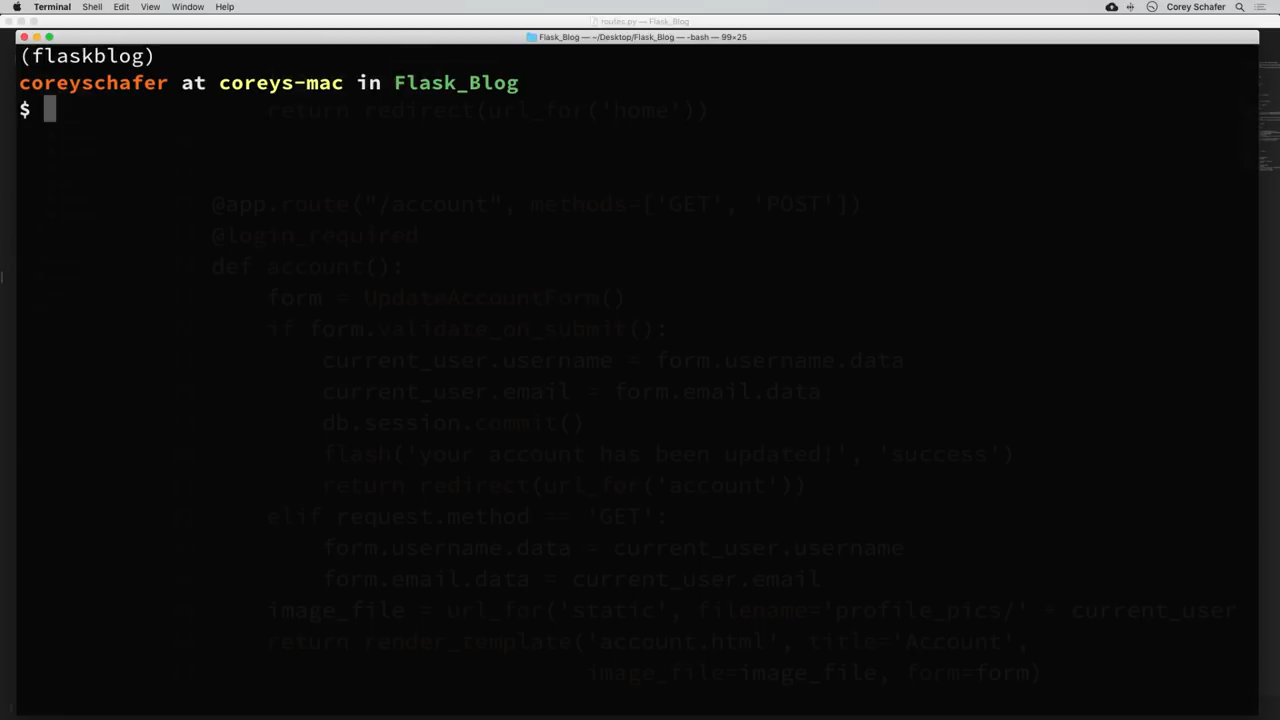 Terminal Shell Edit View Window Help Corey Schafer
routes.py — Flask_Blog
Flask_Blog — ~/Desktop/Flask_Blog — -bash — 99×25
(flaskblog)
coreyschafer at coreys-mac in Flask_Blog
$
return redirect(url_for('home'))
@app.route("/account", methods=['GET', 'POST'])
@login_required
def account():
form = UpdateAccountForm()
if form.validate_on_submit():
current_user.username = form.username.data
current_user.email = form.email.data
db.session.commit()
flash('your account has been updated!', 'success')
return redirect(url_for('account'))
elif request.method == 'GET':
form.username.data = current_user.username
form.email.data = current_user.email
image_file = url_for('static', filename='profile_pics/' + current_user
return render_template('account.html', title='Account',
image_file=image_file, form=form)